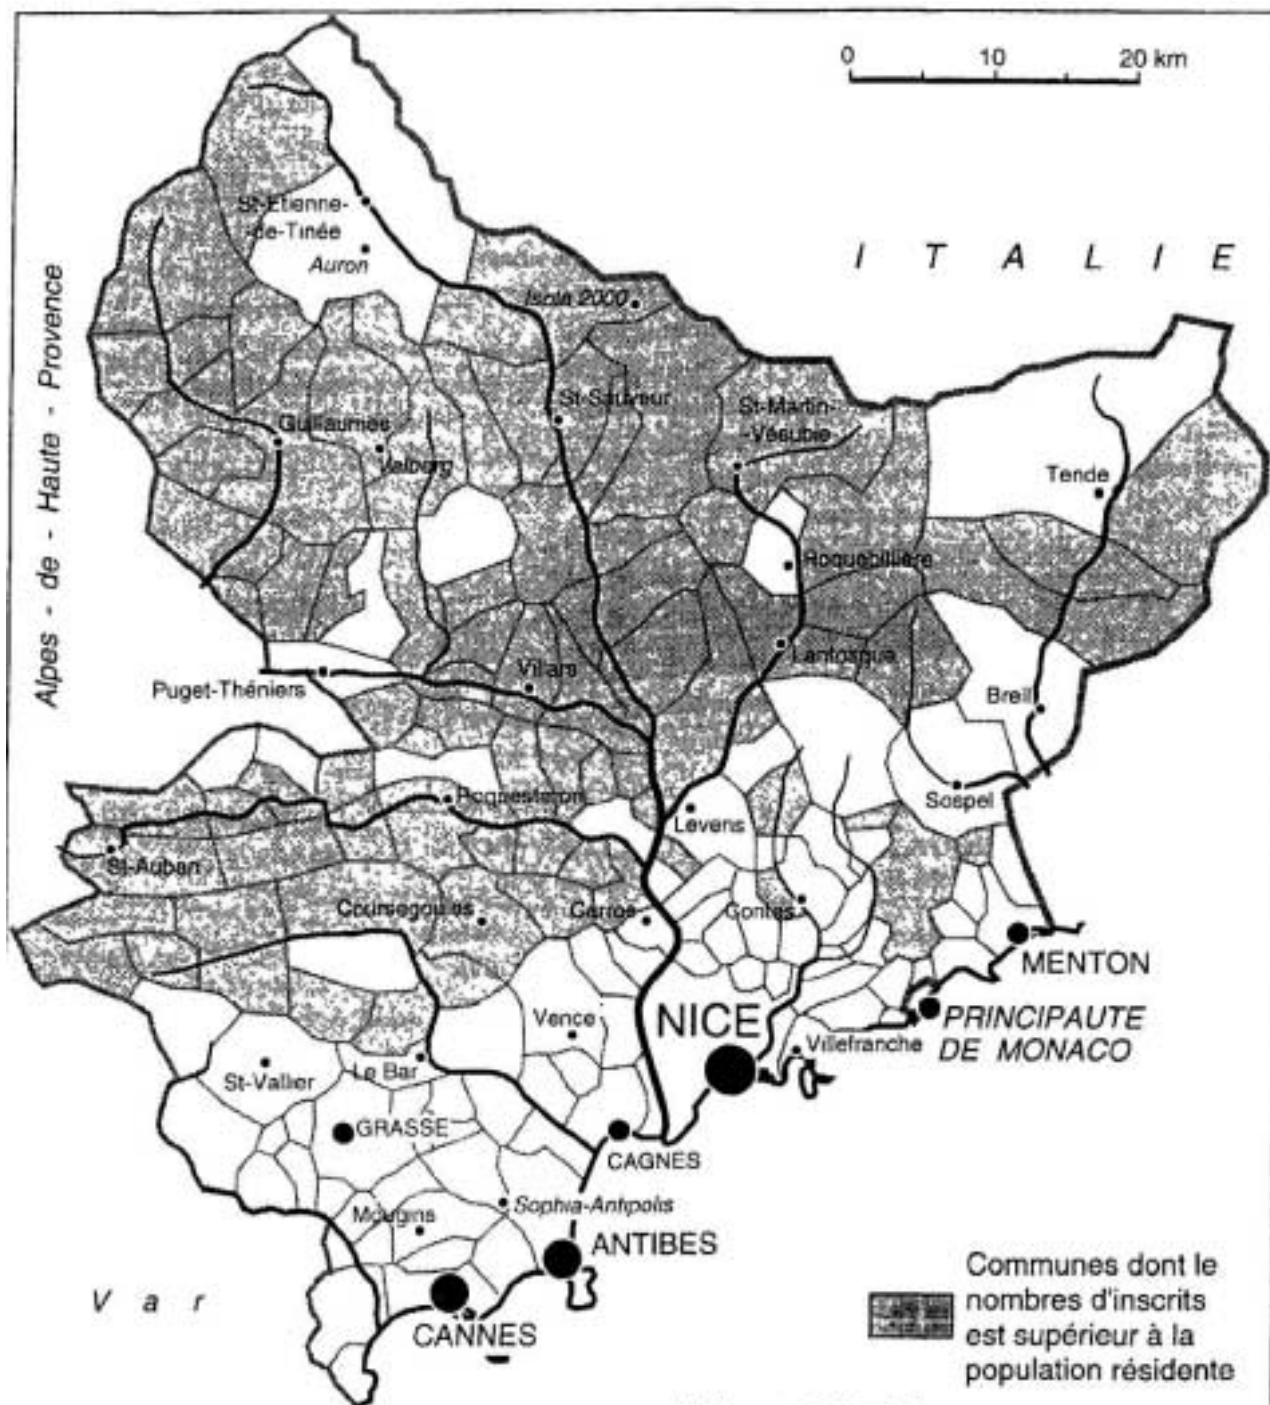 0 10 20 km
I T A L I E
Alpes - de - Haute - Provence
St-Etienne-
-de-Tinée
Auron
Isola 2000
St-Sauveur
St-Martin-
-Vésubie
Guillaumes
Valberg
Tende
Roquebillière
Lantosque
Villars
Puget-Théniers
Breil
Sospel
Roquesteron
Levens
St-Auban
Coursegoules
Carros
Contes
MENTON
NICE
PRINCIPAUTE
DE MONACO
Vence
Villefranche
St-Vallier
Le Bar
GRASSE
CAGNES
Sophia-Antipolis
Mougins
ANTIBES
CANNES
V a r
Communes dont le
nombres d'inscrits
est supérieur à la
population résidente